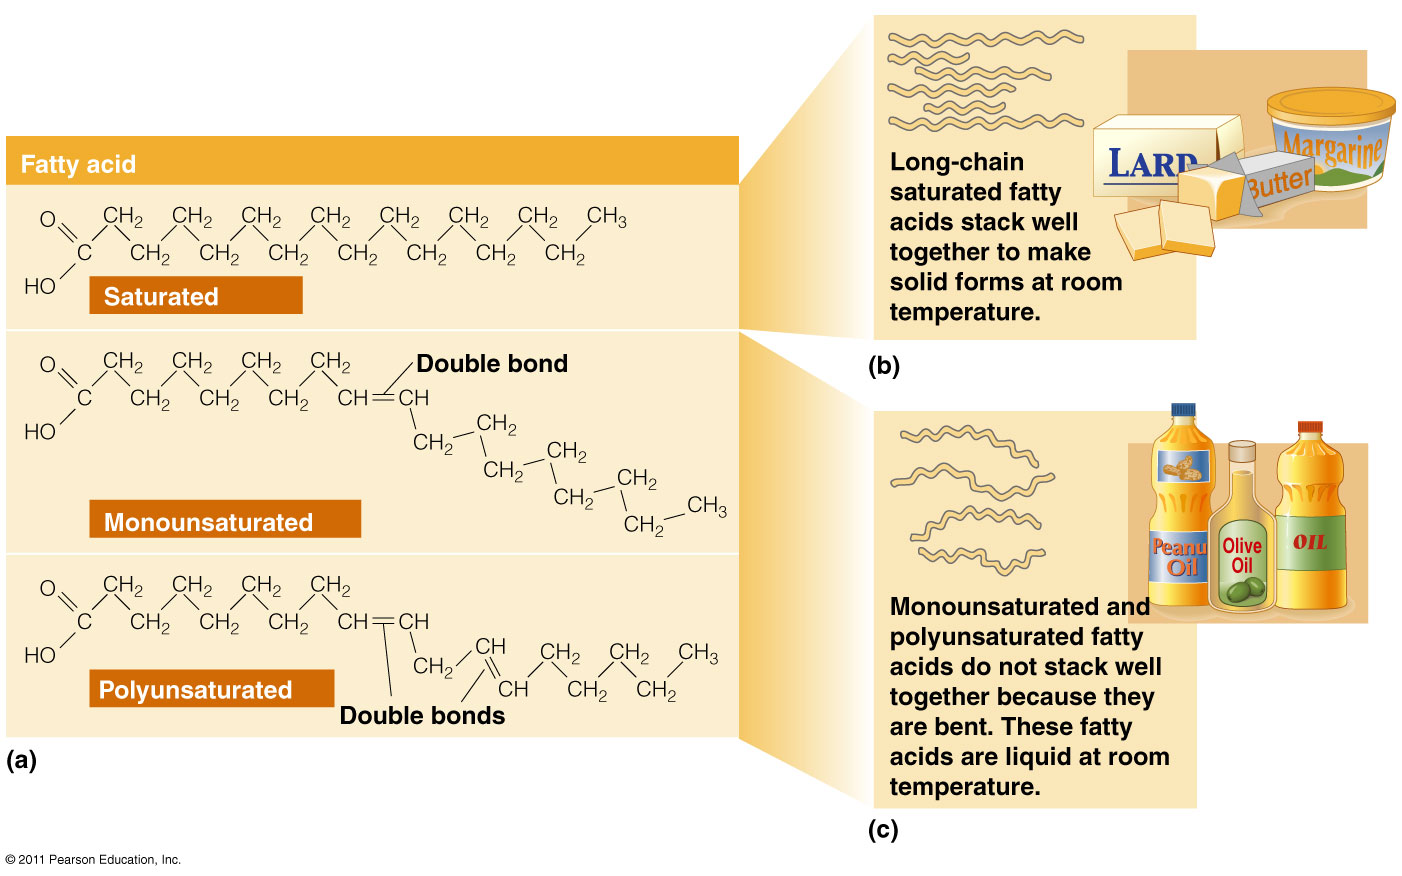 Fatty acid
CH2 CH2 CH2 CH2 CH2 CH2 CH2 CH3
O
C CH2 CH2 CH2 CH2 CH2 CH2 CH2
HO
Saturated
CH2 CH2 CH2 CH2
O
Double bond
C CH2 CH2 CH2 CH CH
HO
CH2 CH2
CH2 CH2
CH2 CH2
CH2 CH3
Monounsaturated
CH2 CH2 CH2 CH2
O
C CH2 CH2 CH2 CH CH
HO
CH2 CH CH2 CH2 CH3
CH CH2 CH2
Polyunsaturated
Double bonds
(a)
Long-chain
saturated fatty
acids stack well
together to make
solid forms at room
temperature.
LARD
Butter
Margarine
(b)
Peanu
Oil
Olive
Oil
OIL
Monounsaturated and
polyunsaturated fatty
acids do not stack well
together because they
are bent. These fatty
acids are liquid at room
temperature.
(c)
© 2011 Pearson Education, Inc.